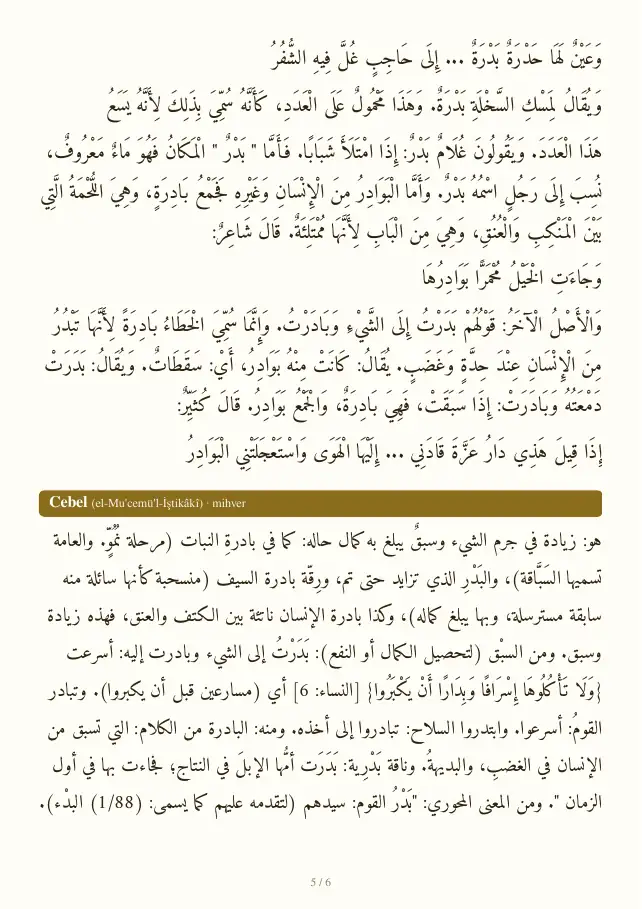 وَعَيْنٌ لَهَا حَدْرَةٌ بَدْرَةٌ ... إِلَى حَاجِبٍ غُلَّ فِيهِ الشُّفُرُ
وَيُقَالُ لِمَسْكِ السَّخْلَةِ بَدْرَةٌ. وَهَذَا مَحْمُولٌ عَلَى الْعَدَدِ، كَأَنَّهُ سُمِّيَ بِذَلِكَ لِأَنَّهُ يَسَعُ
هَذَا الْعَدَدَ. وَيَقُولُونَ غُلَامٌ بَدْرٌ: إِذَا امْتَلَأَ شَبَابًا. فَأَمَّا " بَدْرٌ " الْمَكَانُ فَهُوَ مَاءٌ مَعْرُوفٌ،
نُسِبَ إِلَى رَجُلٍ اسْمُهُ بَدْرٌ. وَأَمَّا الْبَوَادِرُ مِنَ الْإِنْسَانِ وَغَيْرِهِ فَجَمْعُ بَادِرَةٍ، وَهِيَ اللَّحْمَةُ الَّتِي
بَيْنَ الْمَنْكِبِ وَالْعُنُقِ، وَهِيَ مِنَ الْبَابِ لِأَنَّهَا مُمْتَلِئَةٌ. قَالَ شَاعِرٌ:
وَجَاءَتِ الْخَيْلُ مُحْمَرًّا بَوَادِرُهَا
وَالْأَصْلُ الْآخَرُ: قَوْلُهُمْ بَدَرْتُ إِلَى الشَّيْءِ وَبَادَرْتُ. وَإِنَّمَا سُمِّيَ الْخَطَاءُ بَادِرَةً لِأَنَّهَا تَبْدُرُ
مِنَ الْإِنْسَانِ عِنْدَ حِدَّةٍ وَغَضَبٍ. يُقَالُ: كَانَتْ مِنْهُ بَوَادِرُ، أَيْ: سَقَطَاتٌ. وَيُقَالُ: بَدَرَتْ
دَمْعَتُهُ وَبَادَرَتْ: إِذَا سَبَقَتْ، فَهِيَ بَادِرَةٌ، وَالْجَمْعُ بَوَادِرُ. قَالَ كُثَيِّرٌ:
إِذَا قِيلَ هَذِي دَارُ عَزَّةَ قَادَنِي ... إِلَيْهَا الْهَوَى وَاسْتَعْجَلَتْنِي الْبَوَادِرُ
Cebel (el-Mu'cemü'l-İştikâkî) · mihver
هو: زيادة في جرم الشيء وسبقٌ يبلغ به كمال حاله: كما في بادرةِ النبات (مرحلة نُمُوّ. والعامة
تسميها السَبَّاقة)، والبَدْرِ الذي تزايد حتى تم، ورِقّة بادرة السيف (منسحبة كأنها سائلة منه
سابقة مسترسلة، وبها يبلغ كماله)، وكذا بادرة الإنسان ناتئة بين الكتف والعنق، فهذه زيادة
وسبق. ومن السبْق (لتحصيل الكمال أو النفع): بَدَرْتُ إلى الشيء وبادرت إليه: أسرعت
{وَلَا تَأْكُلُوهَا إِسْرَافًا وَبِدَارًا أَنْ يَكْبَرُوا} [النساء: 6] أي (مسارعين قبل أن يكبروا). وتبادر
القومُ: أسرعوا. وابتدروا السلاح: تبادروا إلى أخذه. ومنه: البادرة من الكلام: التي تسبق من
الإنسان في الغضبِ، والبديهةُ. وناقة بَدْرِية: بَدَرَت أمُّها الإبلَ في النتاج؛ فجاءت بها في أول
الزمان ". ومن المعنى المحوري: "بَدْرُ القوم: سيدهم (لتقدمه عليهم كما يسمى: (1/88) البدْء).
5 / 6